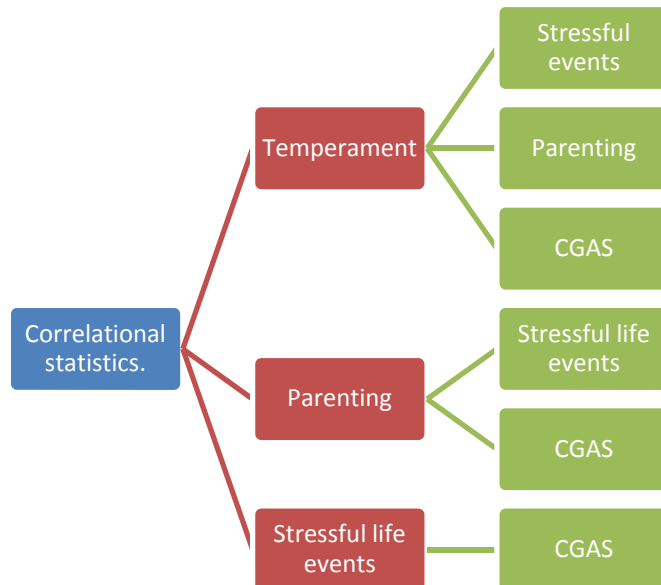 Correlational
statistics.
Temperament
Stressful
events
Parenting
CGAS
Parenting
Stressful life
events
CGAS
Stressful life
events
CGAS